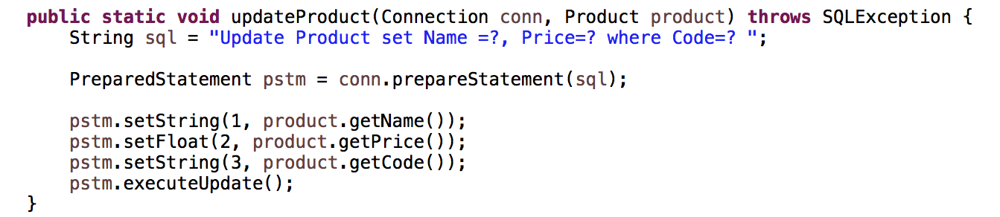 public static void updateProduct(Connection conn, Product product) throws SQLException {
    String sql = "Update Product set Name =?, Price=? where Code=? ";
    PreparedStatement pstm = conn.prepareStatement(sql);
    pstm.setString(1, product.getName());
    pstm.setFloat(2, product.getPrice());
    pstm.setString(3, product.getCode());
    pstm.executeUpdate();
}